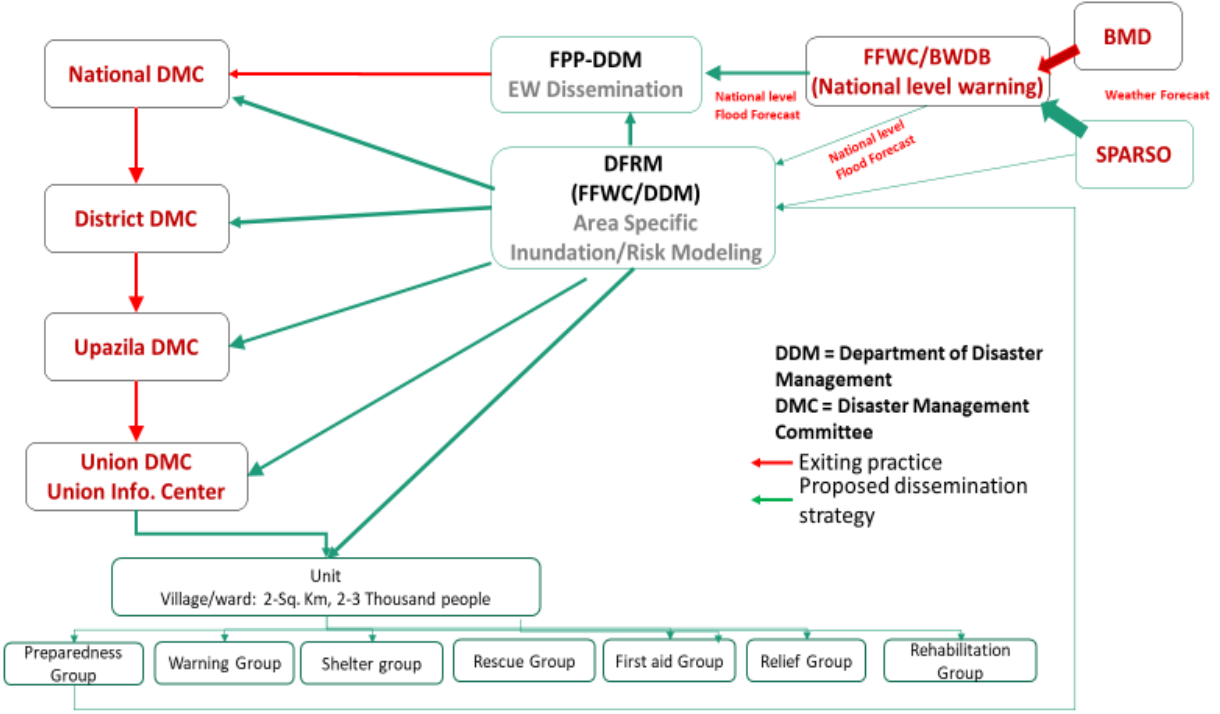 BMD
National DMC
FPP-DDM
EW Dissemination
FFWC/BWDB
(National level warning)
National level
Flood Forecast
Weather Forecast
National level
Flood Forecast
SPARSO
DFRM
(FFWC/DDM)
Area Specific
Inundation/Risk Modeling
District DMC
Upazila DMC
DDM = Department of Disaster
Management
DMC = Disaster Management
Committee
Exiting practice
Proposed dissemination
strategy
Union DMC
Union Info. Center
Unit
Village/ward: 2-Sq. Km, 2-3 Thousand people
Preparedness
Group
Warning Group
Shelter group
Rescue Group
First aid Group
Relief Group
Rehabilitation
Group